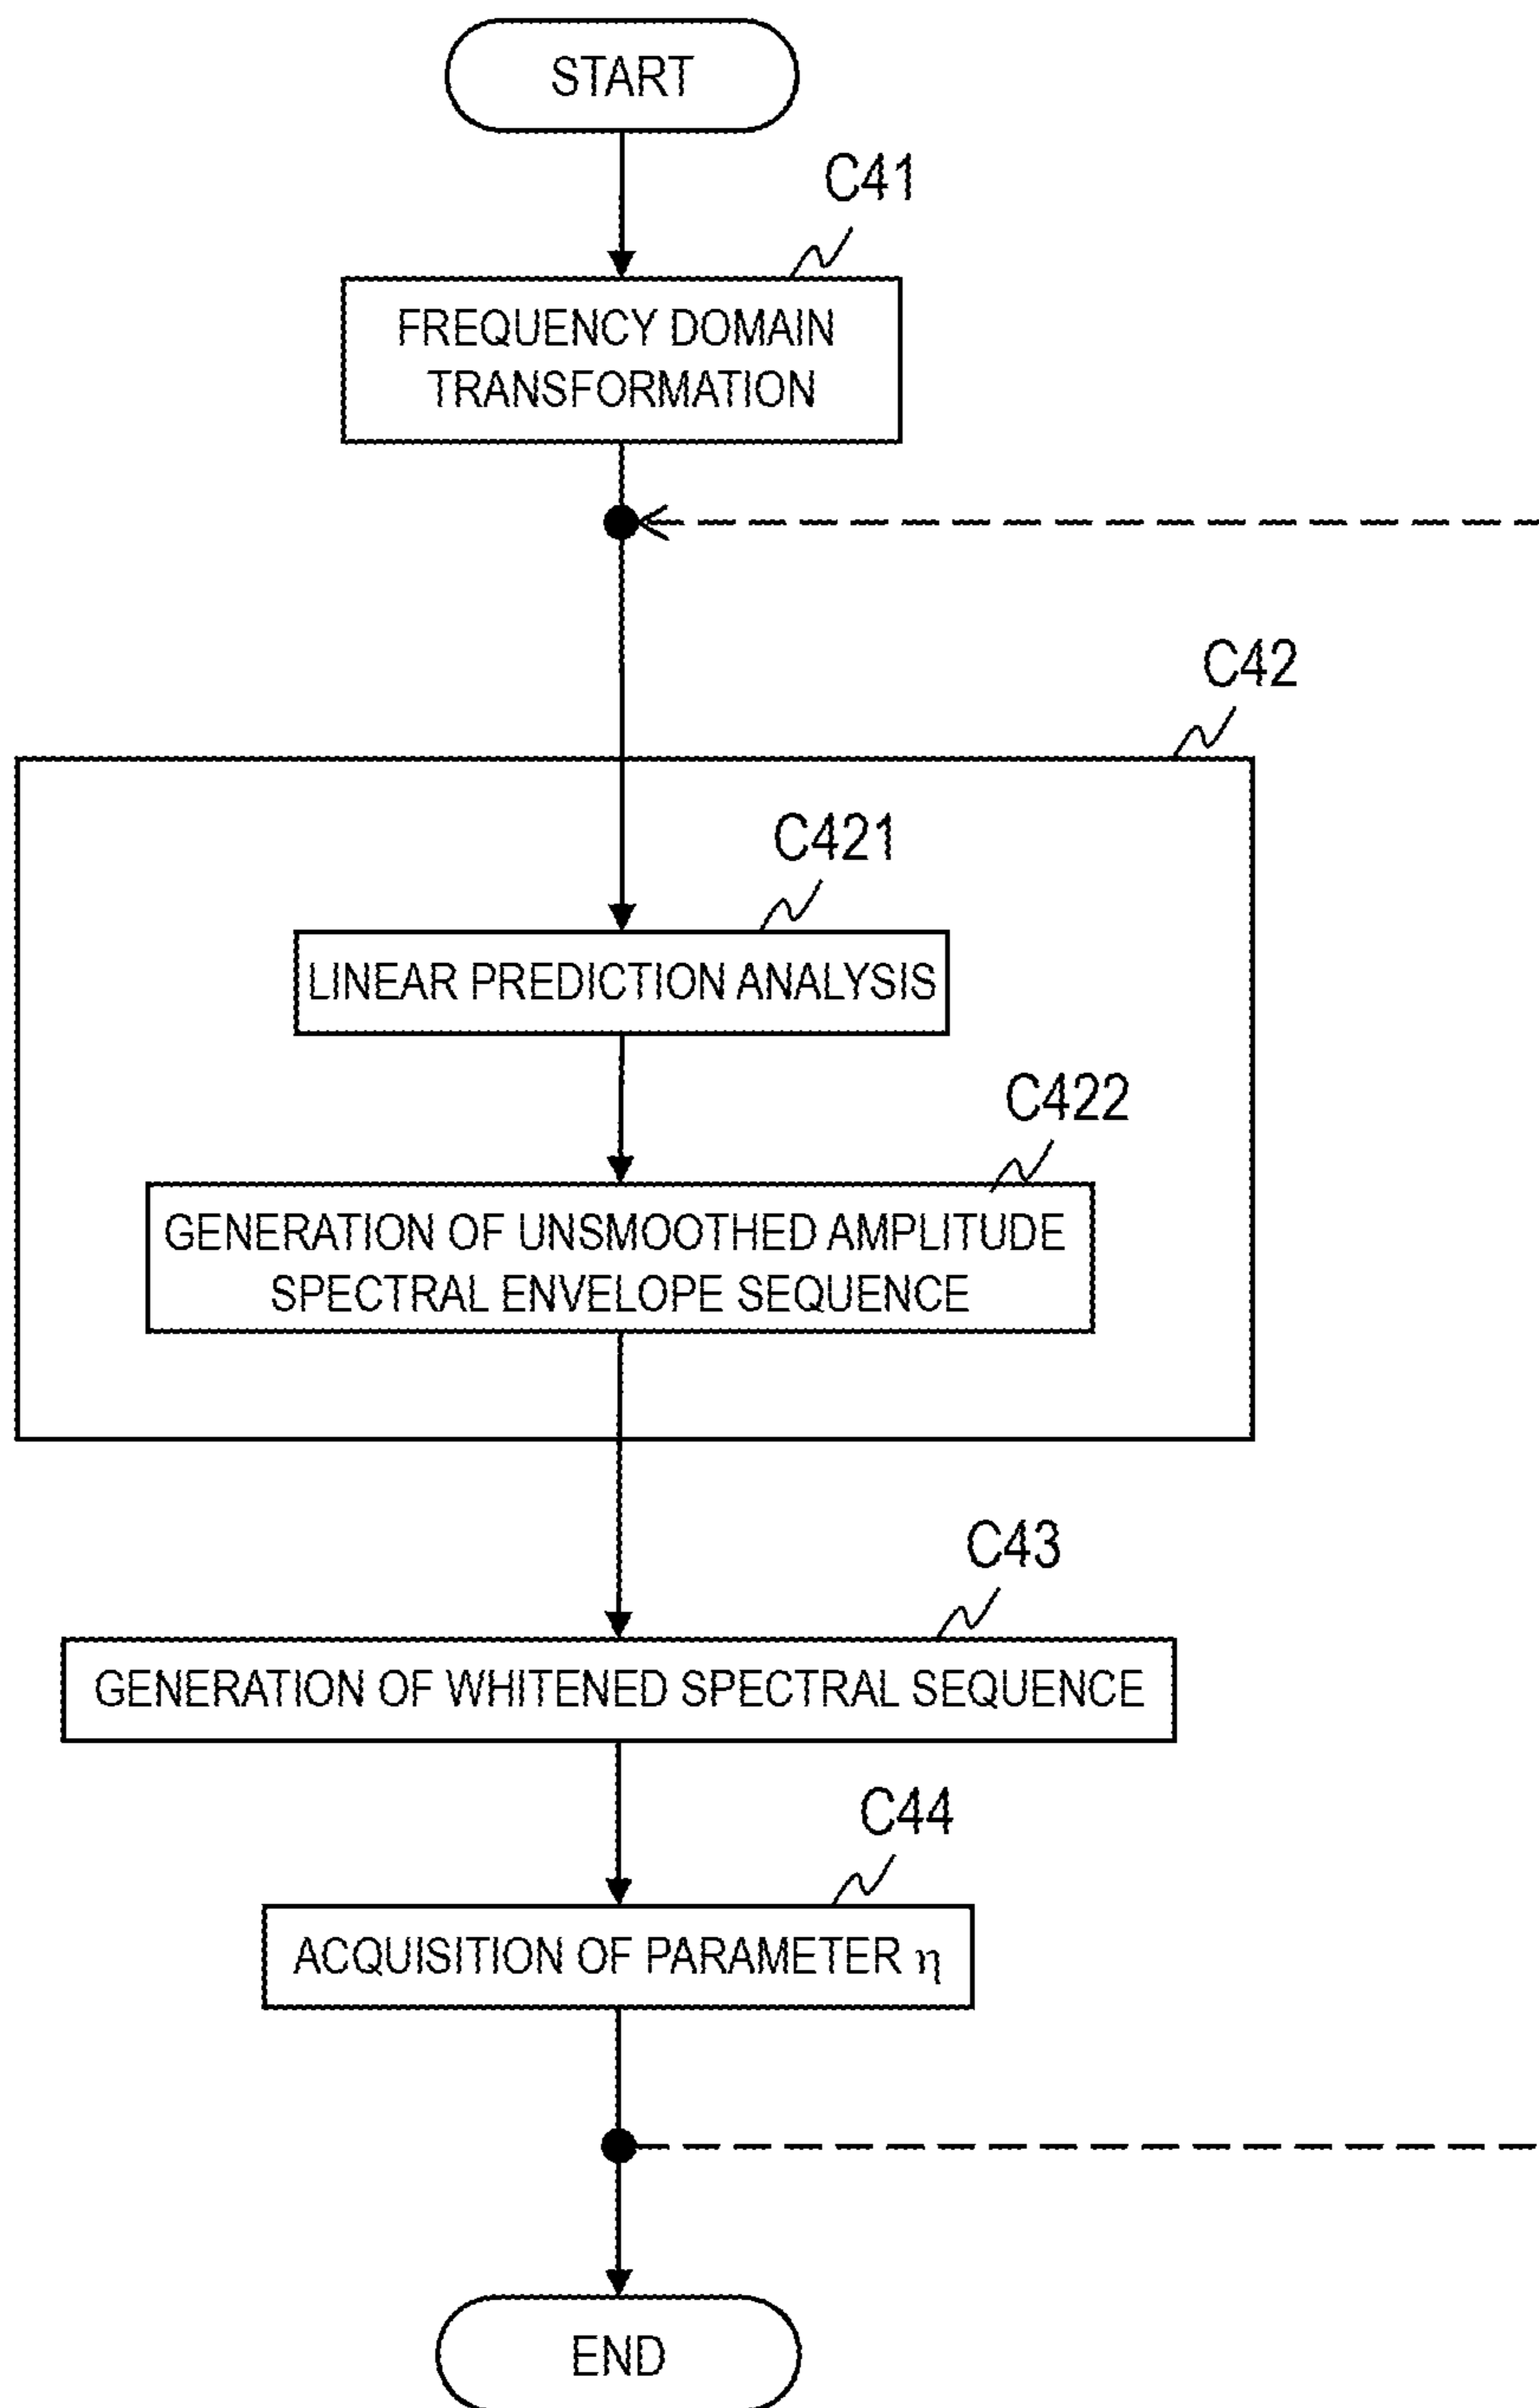 START
C41
FREQUENCY DOMAIN
TRANSFORMATION
C42
C421
LINEAR PREDICTION ANALYSIS
C422
GENERATION OF UNSMOOTHED AMPLITUDE
SPECTRAL ENVELOPE SEQUENCE
C43
GENERATION OF WHITENED SPECTRAL SEQUENCE
C44
ACQUISITION OF PARAMETER η
END